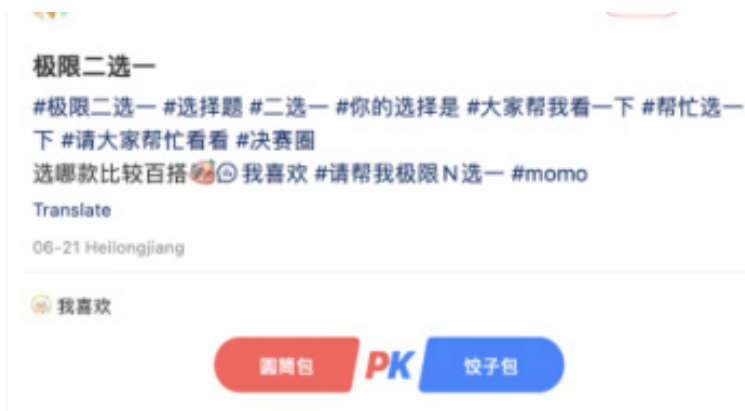 极限二选一
#极限二选一 #选择题 #二选一 #你的选择是 #大家帮我看一下 #帮忙选一
下 #请大家帮忙看看 #决赛圈
选哪款比较百搭 我喜欢 #请帮我极限N选一 #momo
Translate
06-21 Heilongjiang
我喜欢
圆筒包 PK 饺子包